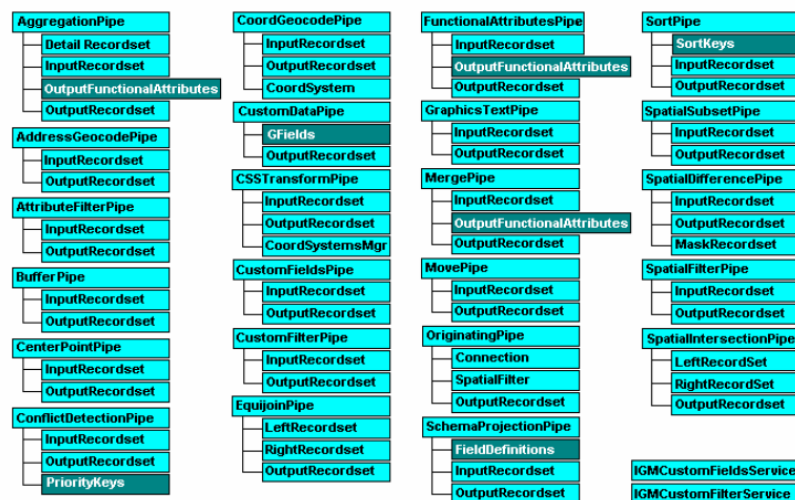 AggregationPipe
Detail Recordset
InputRecordset
OutputFunctionalAttributes
OutputRecordset
AddressGeocodePipe
InputRecordset
OutputRecordset
AttributeFilterPipe
InputRecordset
OutputRecordset
BufferPipe
InputRecordset
OutputRecordset
CenterPointPipe
InputRecordset
OutputRecordset
ConflictDetectionPipe
InputRecordset
OutputRecordset
PriorityKeys
CoordGeocodePipe
InputRecordset
OutputRecordset
CoordSystem
CustomDataPipe
GFields
OutputRecordset
CSSTransformPipe
InputRecordset
OutputRecordset
CoordSystemsMgr
CustomFieldsPipe
InputRecordset
OutputRecordset
CustomFilterPipe
InputRecordset
OutputRecordset
EquijoinPipe
LeftRecordset
RightRecordset
OutputRecordset
FunctionalAttributesPipe
InputRecordset
OutputFunctionalAttributes
OutputRecordset
GraphicsTextPipe
InputRecordset
OutputRecordset
MergePipe
InputRecordset
OutputFunctionalAttributes
OutputRecordset
MovePipe
InputRecordset
OutputRecordset
OriginatingPipe
Connection
SpatialFilter
OutputRecordset
SchemaProjectionPipe
FieldDefinitions
InputRecordset
OutputRecordset
SortPipe
SortKeys
InputRecordset
OutputRecordset
SpatialSubsetPipe
InputRecordset
OutputRecordset
SpatialDifferencePipe
InputRecordset
OutputRecordset
MaskRecordset
SpatialFilterPipe
InputRecordset
OutputRecordset
SpatialIntersectionPipe
LeftRecordSet
RightRecordSet
OutputRecordset
IGMCustomFieldsService
IGMCustomFilterService